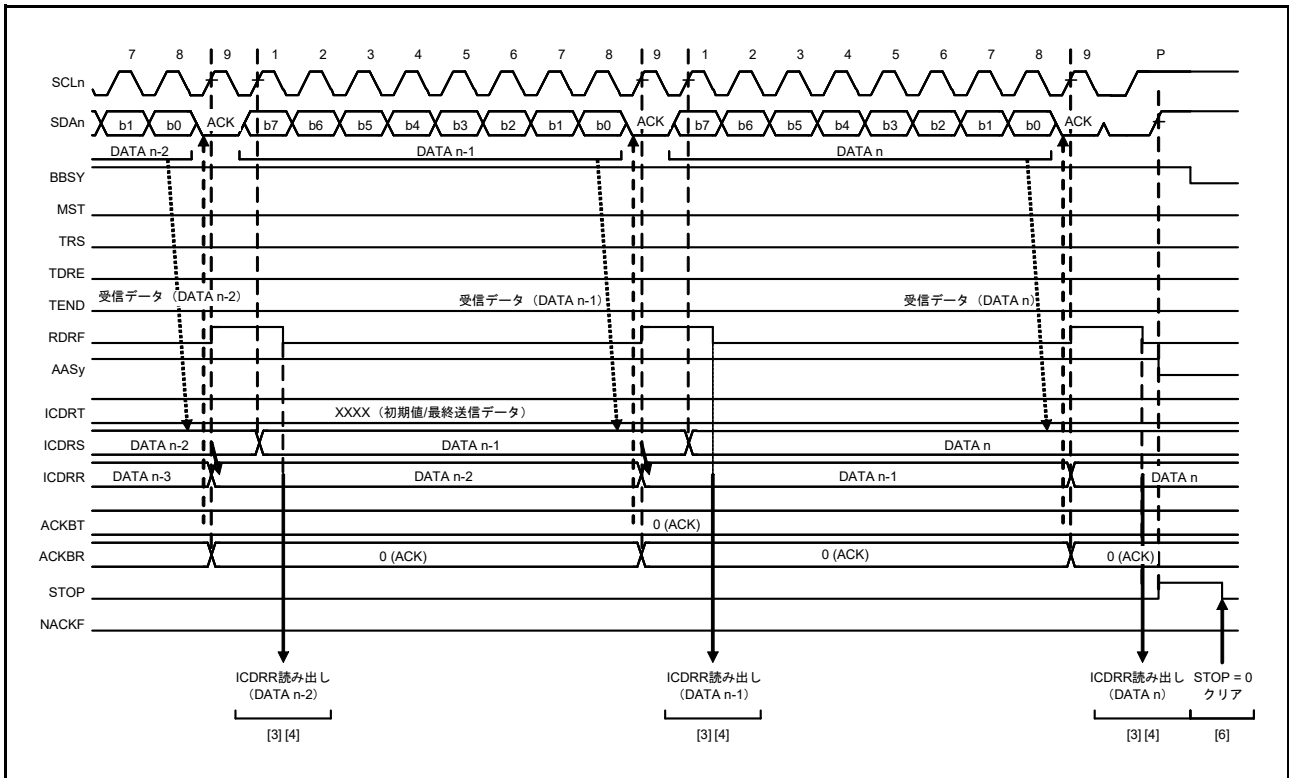 7 8 9 1 2 3 4 5 6 7 8 9 1 2 3 4 5 6 7 8 9 P
SCLn
SDAn b1 b0 ACK b7 b6 b5 b4 b3 b2 b1 b0 ACK b7 b6 b5 b4 b3 b2 b1 b0 ACK
DATA n-2 DATA n-1 DATA n
BBSY
MST
TRS
TDRE
受信データ（DATA n-2） 受信データ（DATA n-1） 受信データ（DATA n）
TEND
RDRF
AASy
ICDRT XXXX（初期値/最終送信データ）
ICDRS DATA n-2 DATA n-1 DATA n
ICDRR DATA n-3 DATA n-2 DATA n-1 DATA n
ACKBT 0 (ACK)
ACKBR 0 (ACK) 0 (ACK) 0 (ACK)
STOP
NACKF
ICDRR読み出し ICDRR読み出し ICDRR読み出し STOP = 0
（DATA n-2） （DATA n-1） （DATA n） クリア
[3] [4] [3] [4] [3] [4] [6]